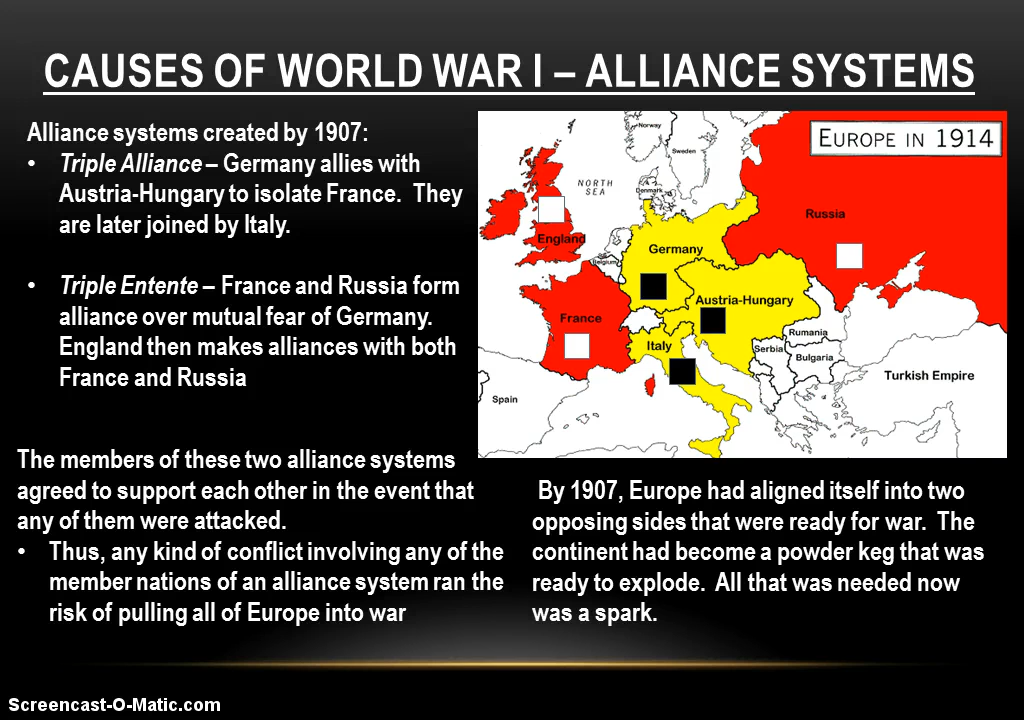 CAUSES OF WORLD WAR I – ALLIANCE SYSTEMS
Alliance systems created by 1907:
• Triple Alliance – Germany allies with
Austria-Hungary to isolate France. They
are later joined by Italy.
• Triple Entente – France and Russia form
alliance over mutual fear of Germany.
England then makes alliances with both
France and Russia
The members of these two alliance systems
agreed to support each other in the event that
any of them were attacked.
• Thus, any kind of conflict involving any of the
member nations of an alliance system ran the
risk of pulling all of Europe into war
EUROPE IN 1914
Norway
Sweden
NORTH
SEA
Denmark
Russia
England
Belgium
Germany
Austria-Hungary
France
Italy
Rumania
Serbia
Bulgaria
Turkish Empire
Spain
By 1907, Europe had aligned itself into two
opposing sides that were ready for war. The
continent had become a powder keg that was
ready to explode. All that was needed now
was a spark.
Screencast-O-Matic.com